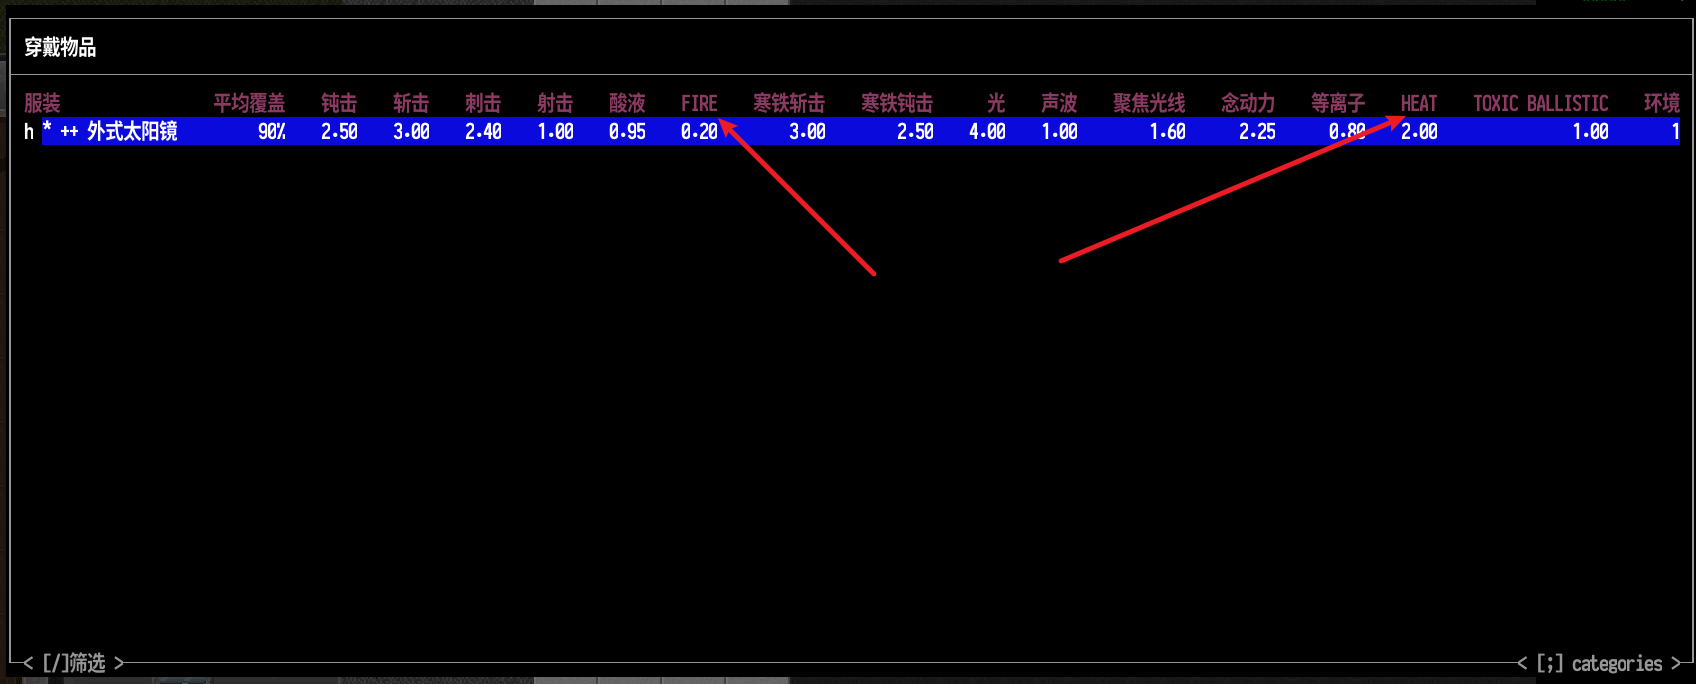 穿戴物品
服装 平均覆盖 钝击 斩击 刺击 射击 酸液 FIRE 寒铁斩击 寒铁钝击 光 声波 聚焦光线 念动力 等离子 HEAT TOXIC BALLISTIC 环境
h * ++ 外式太阳镜 90% 2.50 3.00 2.40 1.00 0.95 0.20 3.00 2.50 4.00 1.00 1.60 2.25 0.80 2.00 1.00 1
< [/]筛选 > < [;] categories >